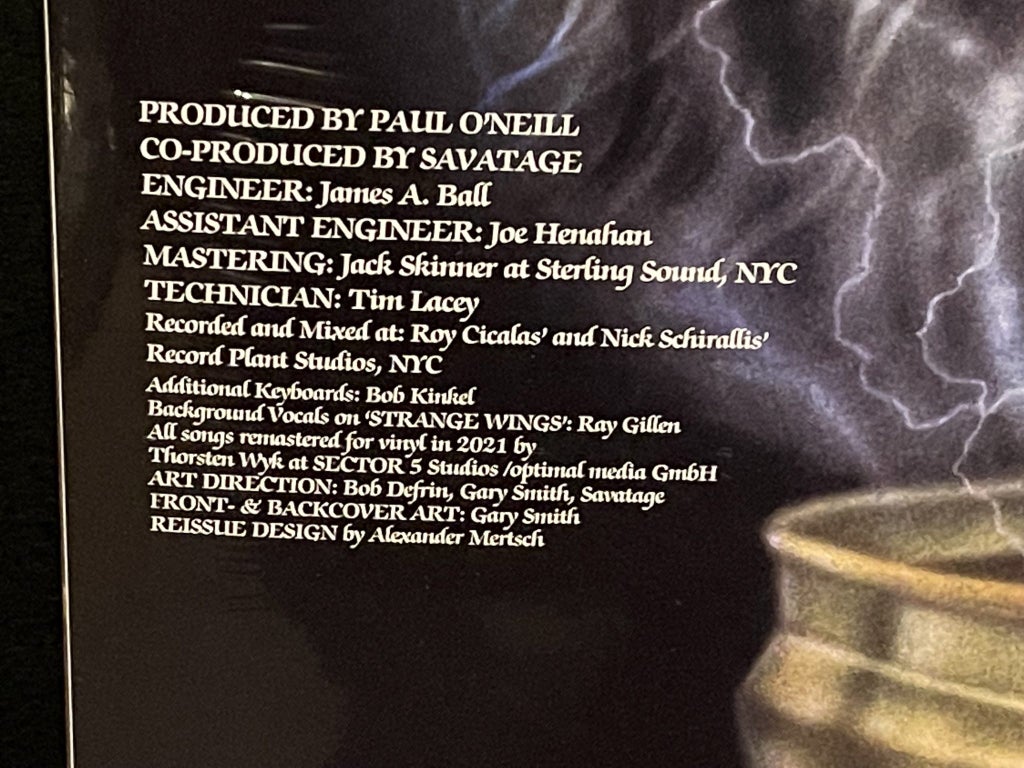 PRODUCED BY PAUL O'NEILL
CO-PRODUCED BY SAVATAGE
ENGINEER: James A. Ball
ASSISTANT ENGINEER: Joe Henahan
MASTERING: Jack Skinner at Sterling Sound, NYC
TECHNICIAN: Tim Lacey
Recorded and Mixed at: Roy Cicalas' and Nick Schirallis'
Record Plant Studios, NYC
Additional Keyboards: Bob Kinkel
Background Vocals on 'STRANGE WINGS': Ray Gillen
All songs remastered for vinyl in 2021 by
Thorsten Wyk at SECTOR 5 Studios /optimal media GmbH
ART DIRECTION: Bob Defrin, Gary Smith, Savatage
FRONT- & BACKCOVER ART: Gary Smith
REISSUE DESIGN by Alexander Mertsch